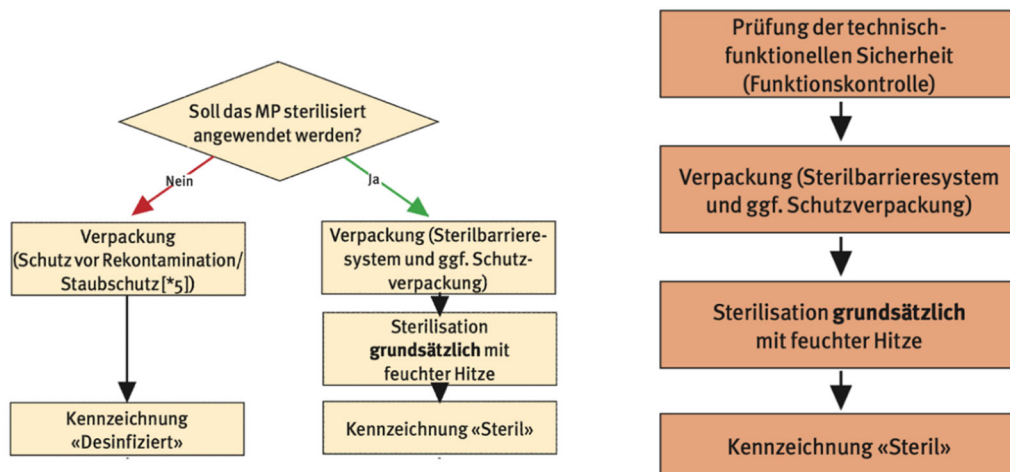 Soll das MP sterilisiert
angewendet werden?
Nein
Ja
Verpackung
(Schutz vor Rekontamination/
Staubschutz[*5])
Kennzeichnung
«Desinfiziert»
Verpackung (Sterilbarriere-
system und ggf. Schutz-
verpackung)
Sterilisation
grundsätzlich mit
feuchter Hitze
Kennzeichnung «Steril»
Prüfung der technisch-
funktionellen Sicherheit
(Funktionskontrolle)
Verpackung (Sterilbarrieresystem
und ggf. Schutzverpackung)
Sterilisation grundsätzlich
mit feuchter Hitze
Kennzeichnung «Steril»